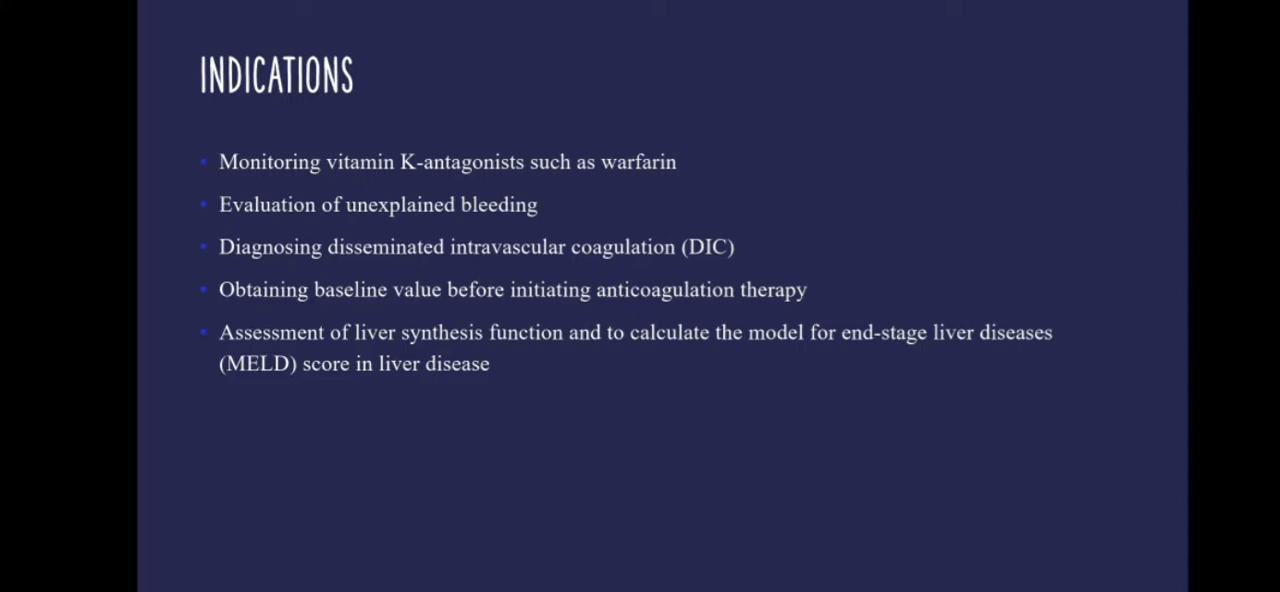 INDICATIONS
• Monitoring vitamin K-antagonists such as warfarin
• Evaluation of unexplained bleeding
• Diagnosing disseminated intravascular coagulation (DIC)
• Obtaining baseline value before initiating anticoagulation therapy
• Assessment of liver synthesis function and to calculate the model for end-stage liver diseases
(MELD) score in liver disease